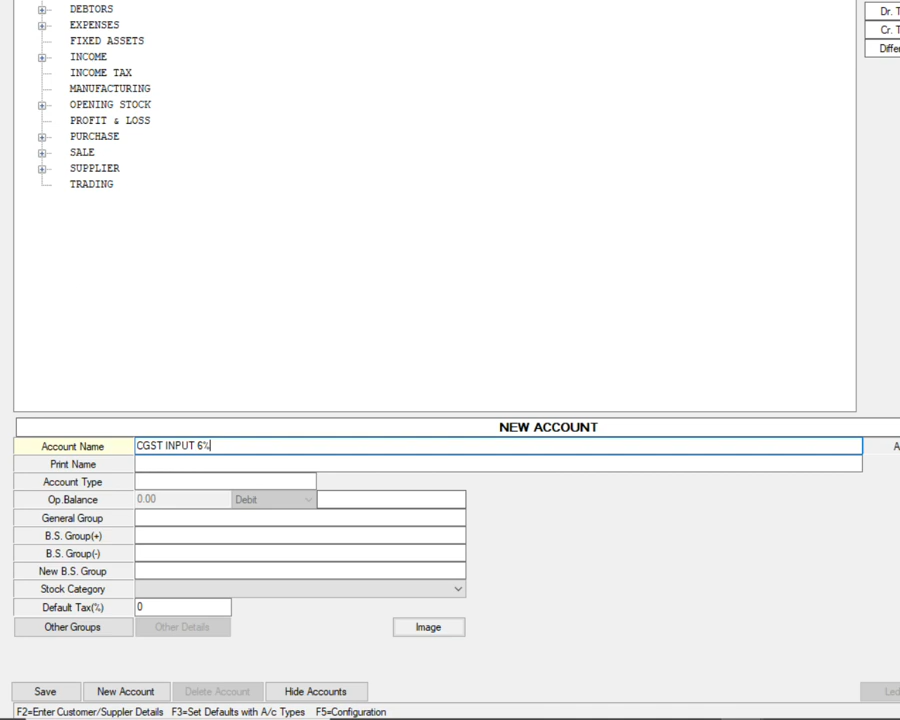 DEBTORS
EXPENSES
FIXED ASSETS
INCOME
INCOME TAX
MANUFACTURING
OPENING STOCK
PROFIT & LOSS
PURCHASE
SALE
SUPPLIER
TRADING
Dr. T
Cr. T
Differ
NEW ACCOUNT
Account Name CGST INPUT 6% A
Print Name
Account Type
Op.Balance 0.00 Debit
General Group
B.S. Group(+)
B.S. Group(-)
New B.S. Group
Stock Category
Default Tax(%) 0
Other Groups Other Details Image
Save New Account Delete Account Hide Accounts Led
F2=Enter Customer/Suppler Details F3=Set Defaults with A/c Types F5=Configuration